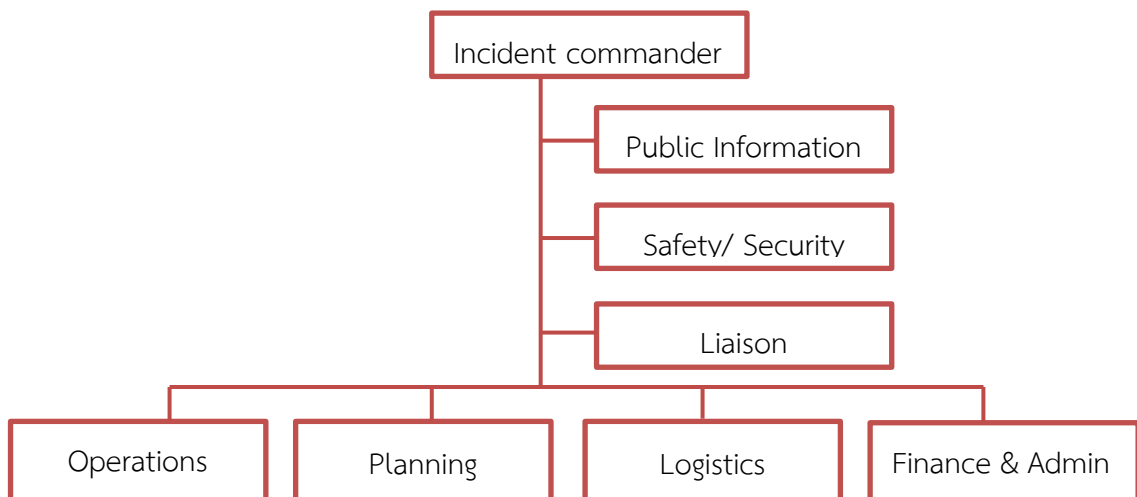 Incident commander
Public Information
Safety/ Security
Liaison
Operations
Planning
Logistics
Finance & Admin